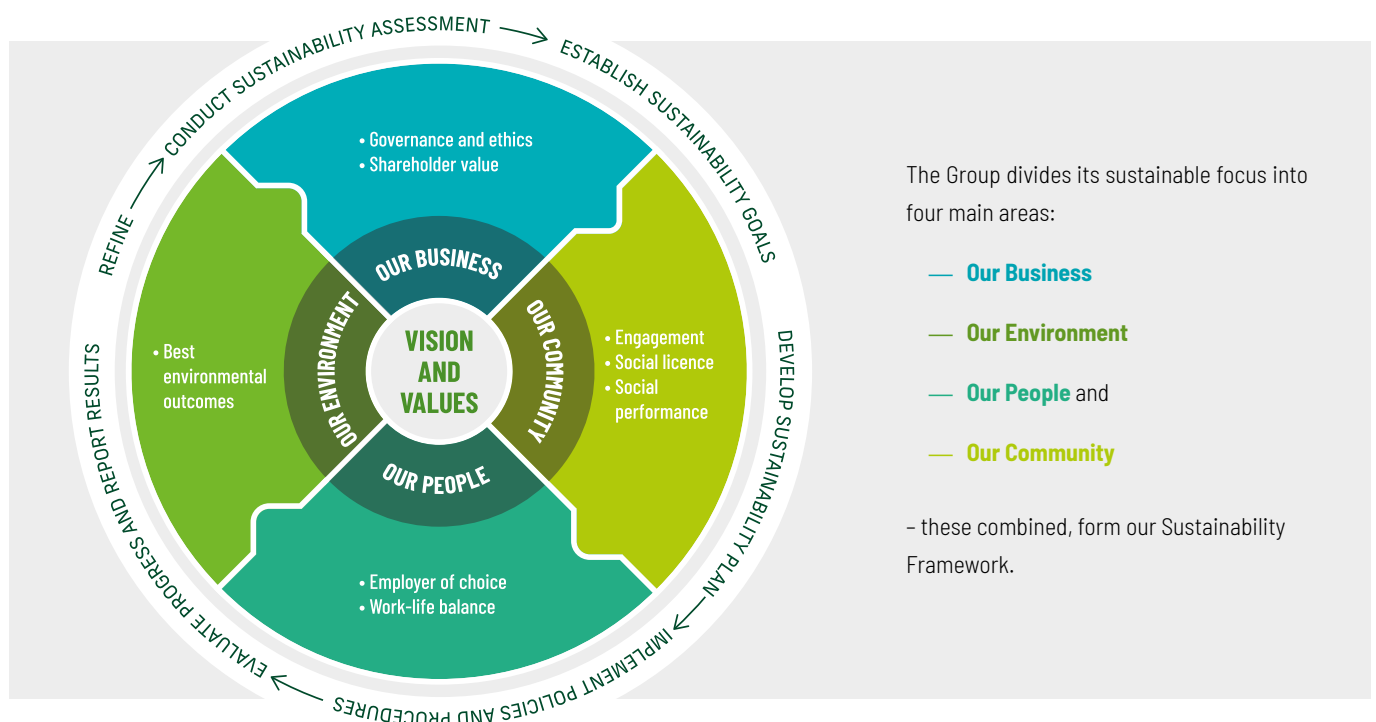 CONDUCT SUSTAINABILITY ASSESSMENT
ESTABLISH SUSTAINABILITY GOALS
DEVELOP SUSTAINABILITY PLAN
IMPLEMENT POLICIES AND PROCEDURES
EVALUATE PROGRESS AND REPORT RESULTS
REFINE
• Governance and ethics
• Shareholder value
OUR BUSINESS
• Best
environmental
outcomes
OUR ENVIRONMENT
VISION
AND
VALUES
OUR COMMUNITY
• Engagement
• Social licence
• Social
performance
OUR PEOPLE
• Employer of choice
• Work-life balance
The Group divides its sustainable focus into
four main areas:
— Our Business
— Our Environment
— Our People and
— Our Community
– these combined, form our Sustainability
Framework.